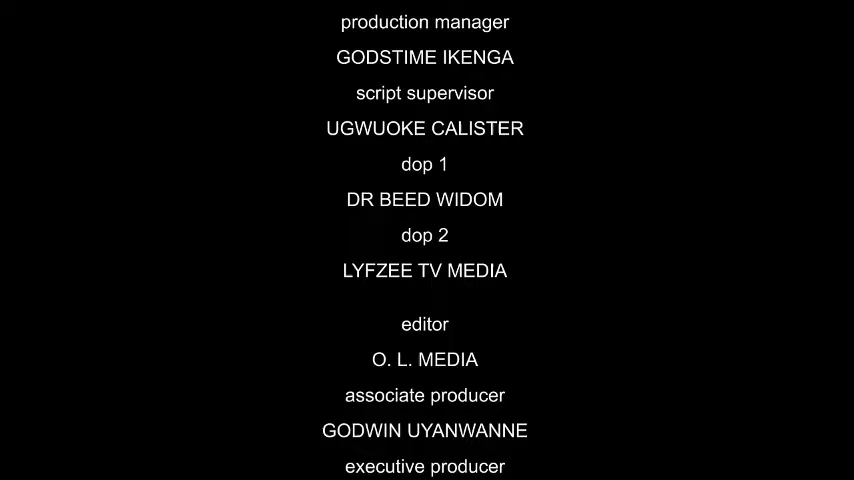 production manager
GODSTIME IKENGA
script supervisor
UGWUOKE CALISTER
dop 1
DR BEED WIDOM
dop 2
LYFZEE TV MEDIA
editor
O. L. MEDIA
associate producer
GODWIN UYANWANNE
executive producer